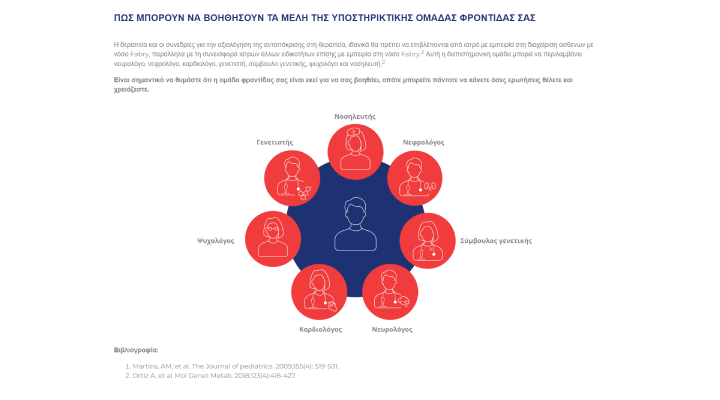 ΠΩΣ ΜΠΟΡΟΥΝ ΝΑ ΒΟΗΘΗΣΟΥΝ ΤΑ ΜΕΛΗ ΤΗΣ ΥΠΟΣΤΗΡΙΚΤΙΚΗΣ ΟΜΑΔΑΣ ΦΡΟΝΤΙΔΑΣ ΣΑΣ
Η θεραπεία και οι συνεδρίες για την αξιολόγηση της ανταπόκρισης στη θεραπεία, ιδανικά θα πρέπει να επιβλέπονται από ιατρό με εμπειρία στη διαχείριση ασθενών με
νόσο Fabry, παράλληλα με τη συνεισφορά ιατρών άλλων ειδικοτήτων επίσης με εμπειρία στη νόσο Fabry.² Αυτή η διεπιστημονική ομάδα μπορεί να περιλαμβάνει
νευρολόγο, νεφρολόγο, καρδιολόγο, γενετιστή, σύμβουλο γενετικής, ψυχολόγο και νοσηλευτή.²
Είναι σημαντικό να θυμάστε ότι η ομάδα φροντίδας σας είναι εκεί για να σας βοηθάει, οπότε μπορείτε πάντοτε να κάνετε όσες ερωτήσεις θέλετε και
χρειάζεστε.
Νοσηλευτής
Γενετιστής
Νεφρολόγος
Ψυχολόγος
Σύμβουλος γενετικής
Καρδιολόγος
Νευρολόγος
Βιβλιογραφία:
1. Martins, AM, et al. The Journal of pediatrics. 2009;155(4): S19-S31.
2. Ortiz A, et al. Mol Genet Metab. 2018;123(4):416-427.